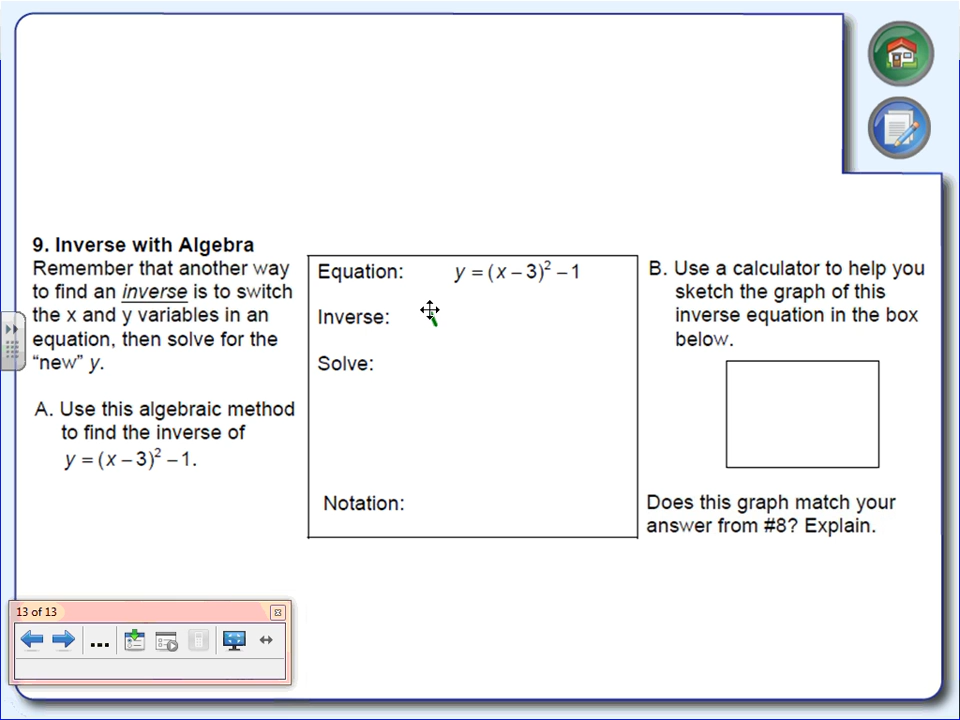 9. Inverse with Algebra
Remember that another way
to find an inverse is to switch
the x and y variables in an
equation, then solve for the
“new” y.
A. Use this algebraic method
to find the inverse of
y = (x – 3)² – 1.
Equation: y = (x – 3)² – 1
Inverse:
Solve:
Notation:
B. Use a calculator to help you
sketch the graph of this
inverse equation in the box
below.
Does this graph match your
answer from #8? Explain.
13 of 13